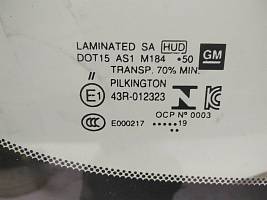 LAMINATED SA HUD
DOT15 AS1 M184 •50 GM
TRANSP. 70% MIN.
PILKINGTON
E1 43R-012323 N
OCP Nº 0003
CCC E000217 ••••• 19 ••